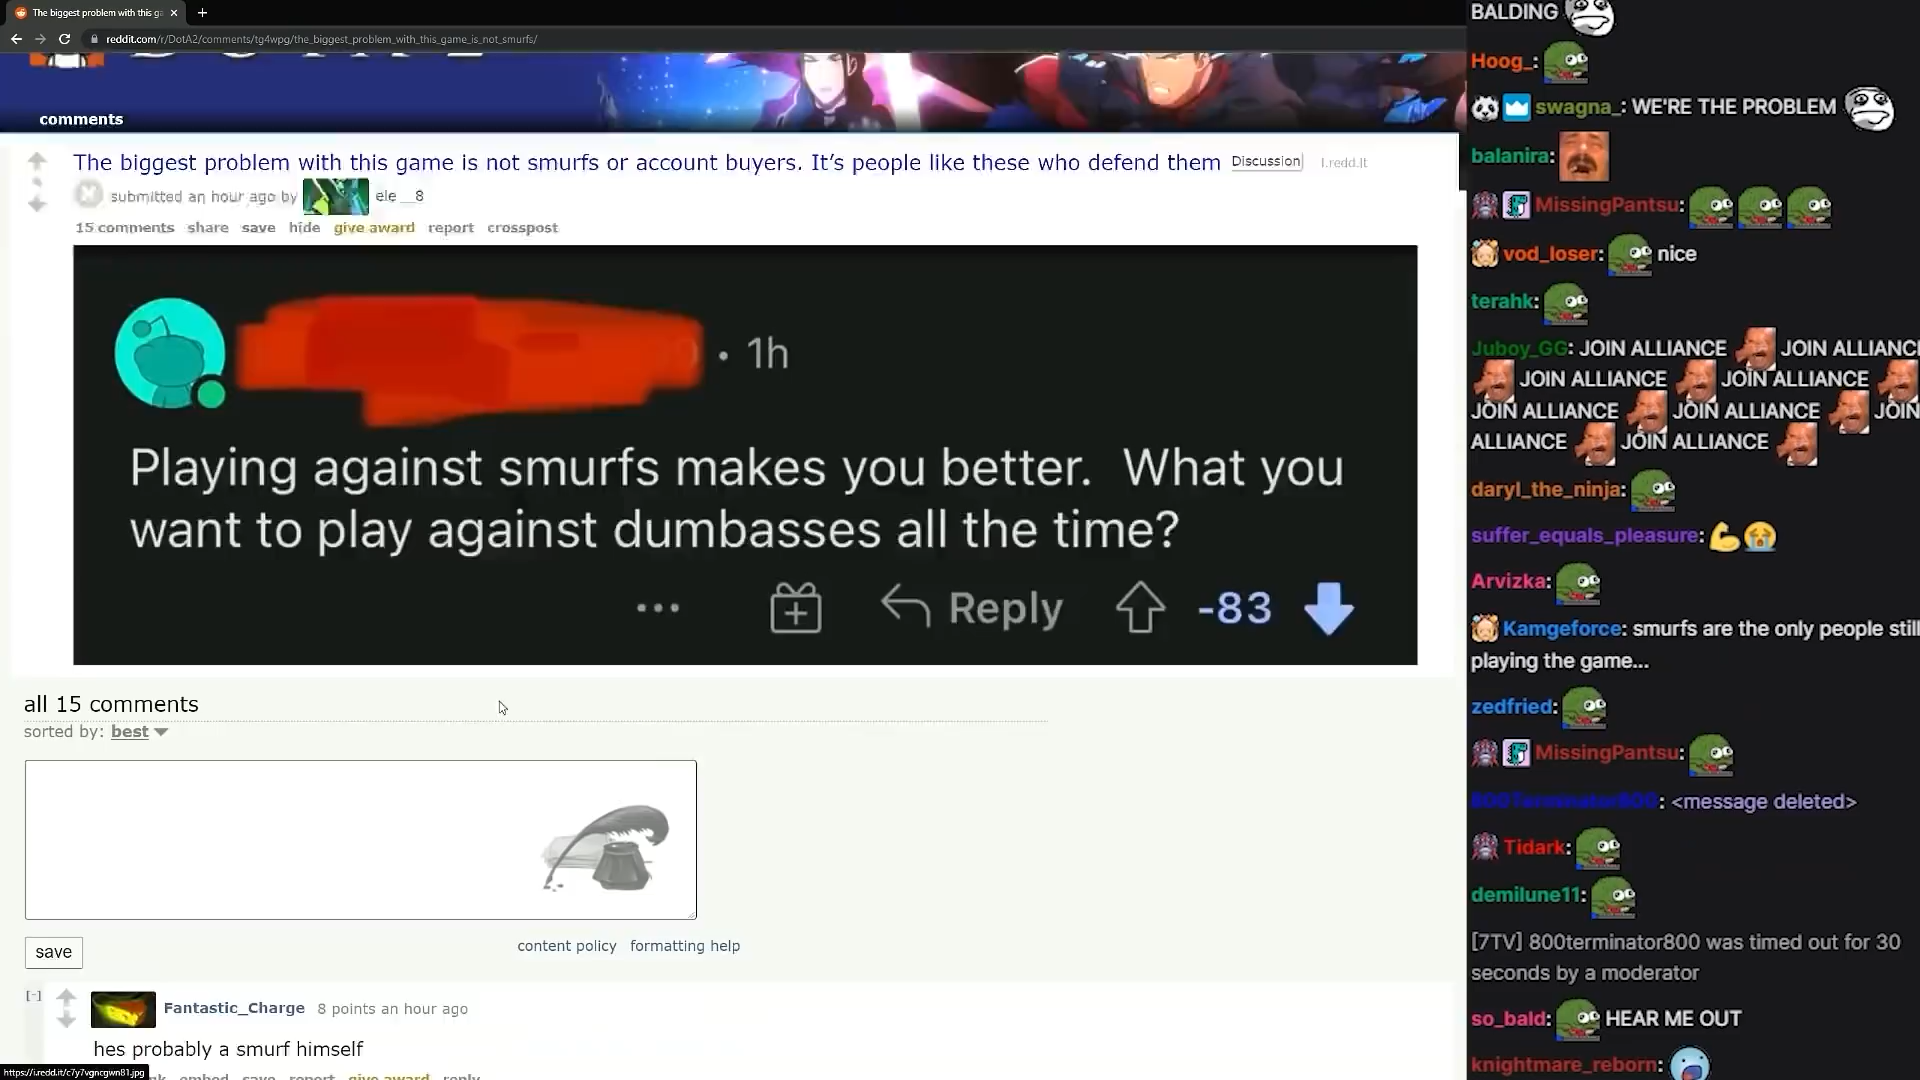 The biggest problem with this g
reddit.com/r/DotA2/comments/tg4wpg/the_biggest_problem_with_this_game_is_not_smurfs/
comments
The biggest problem with this game is not smurfs or account buyers. It's people like these who defend them Discussion i.redd.it
submitted an hour ago by ele__8
15 comments share save hide give award report crosspost
• 1h
Playing against smurfs makes you better. What you
want to play against dumbasses all the time?
... Reply -83
all 15 comments
sorted by: best
save
content policy formatting help
[-] Fantastic_Charge 8 points an hour ago
hes probably a smurf himself
embed save report give award reply
https://i.redd.it/c7y7vgncgwn81.jpg
BALDING
Hoog_:
swagna_: WE'RE THE PROBLEM
balanira:
MissingPantsu:
vod_loser: nice
terahk:
Juboy_GG: JOIN ALLIANCE JOIN ALLIANC
JOIN ALLIANCE JOIN ALLIANCE
JOIN ALLIANCE JOIN ALLIANCE JOIN
ALLIANCE JOIN ALLIANCE
daryl_the_ninja:
suffer_equals_pleasure:
Arvizka:
Kamgeforce: smurfs are the only people still
playing the game...
zedfried:
MissingPantsu:
800Terminator800: <message deleted>
Tidark:
demilune11:
[7TV] 800terminator800 was timed out for 30
seconds by a moderator
so_bald: HEAR ME OUT
knightmare_reborn: